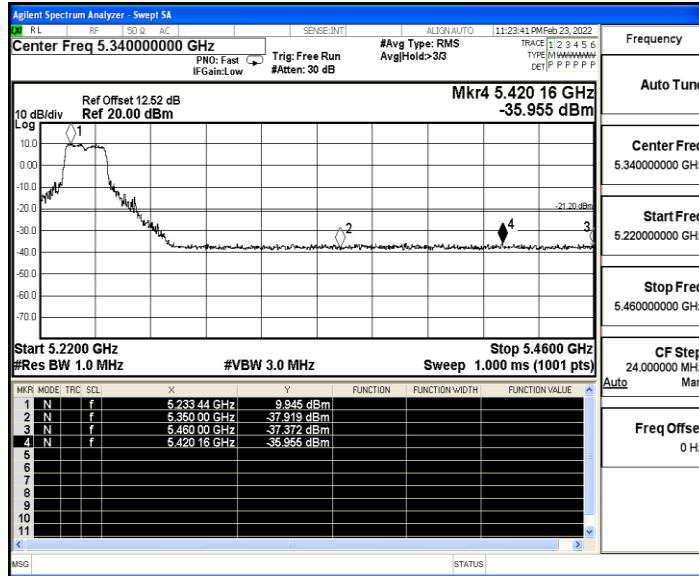 Agilent Spectrum Analyzer - Swept SA
RL RF 50 Ω AC SENSE:INT ALIGN AUTO 11:23:41 PM Feb 23, 2022
Center Freq 5.340000000 GHz
PNO: Fast
IFGain:Low
Trig: Free Run
#Atten: 30 dB
#Avg Type: RMS
Avg|Hold:>3/3
TRACE 1 2 3 4 5 6
TYPE M W W W W W
DET P P P P P P
Ref Offset 12.52 dB
10 dB/div Ref 20.00 dBm
Log
Mkr4 5.420 16 GHz
-35.955 dBm
10.0
0.00
-10.0
-20.0
-30.0
-40.0
-50.0
-60.0
-70.0
1
2
4
3
-21.20 dBm
Start 5.2200 GHz Stop 5.4600 GHz
#Res BW 1.0 MHz #VBW 3.0 MHz Sweep 1.000 ms (1001 pts)
MKR MODE TRC SCL X Y FUNCTION FUNCTION WIDTH FUNCTION VALUE
1 N f 5.233 44 GHz 9.945 dBm
2 N f 5.350 00 GHz -37.919 dBm
3 N f 5.460 00 GHz -37.372 dBm
4 N f 5.420 16 GHz -35.955 dBm
5
6
7
8
9
10
11
MSG STATUS
Frequency
Auto Tune
Center Freq
5.340000000 GHz
Start Freq
5.220000000 GHz
Stop Freq
5.460000000 GHz
CF Step
24.000000 MHz
Auto Man
Freq Offset
0 Hz